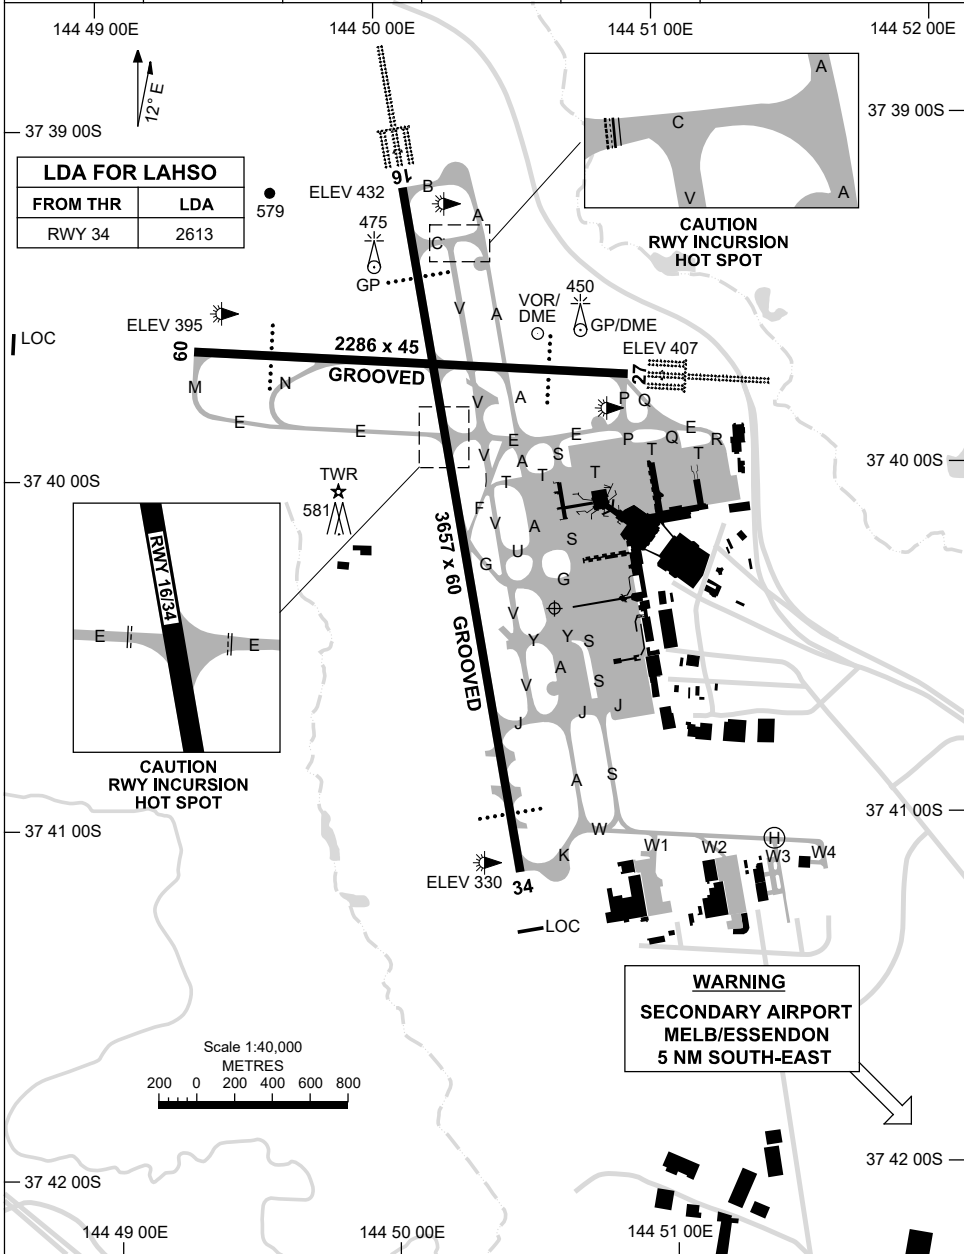 144 49 00E
144 50 00E
144 51 00E
144 52 00E
12° E
37 39 00S
37 39 00S
LDA FOR LAHSO
FROM THR
LDA
RWY 34
2613
579
ELEV 432
16
B
A
C
475
GP
C
A
V
A
CAUTION
RWY INCURSION
HOT SPOT
V
A
VOR/
DME
450
GP/DME
LOC
ELEV 395
09
2286 x 45
GROOVED
ELEV 407
27
M
N
E
E
V
A
P
Q
E
E
P
Q
E
R
V
A
S
T
T
T
T
T
37 40 00S
37 40 00S
TWR
581
F
V
A
S
U
G
G
3657 x 60
GROOVED
V
Y
Y
S
A
V
S
J
J
J
RWY 16/34
E
E
CAUTION
RWY INCURSION
HOT SPOT
A
S
37 41 00S
37 41 00S
W
K
W1
W2
H
W3
W4
ELEV 330
34
LOC
WARNING
SECONDARY AIRPORT
MELB/ESSENDON
5 NM SOUTH-EAST
Scale 1:40,000
METRES
200 0 200 400 600 800
37 42 00S
37 42 00S
144 49 00E
144 50 00E
144 51 00E